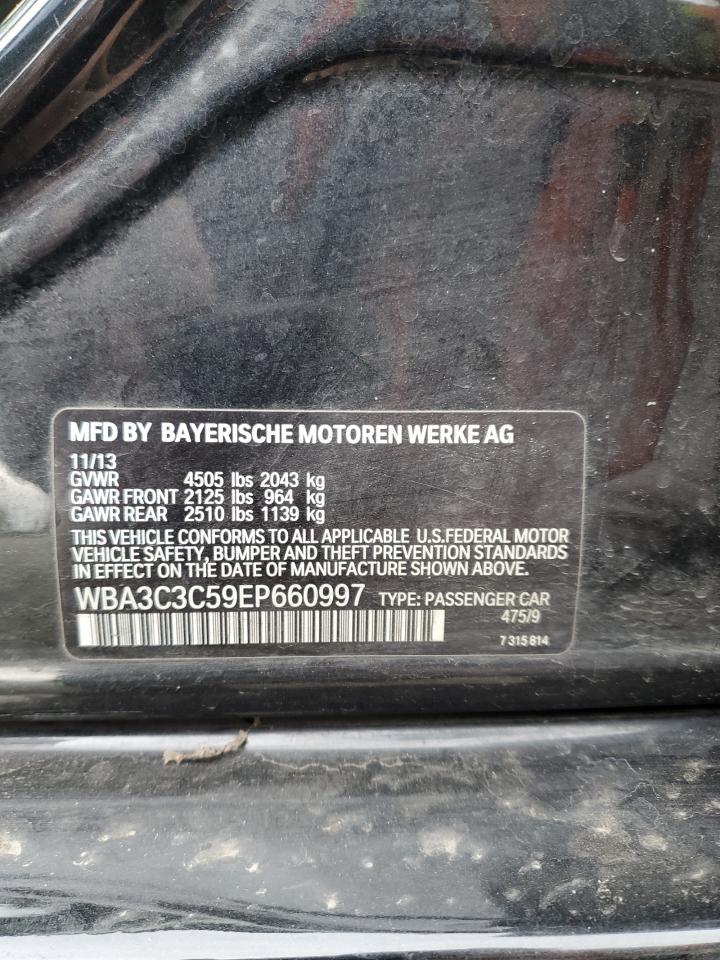 MFD BY BAYERISCHE MOTOREN WERKE AG
11/13
GVWR 4505 lbs 2043 kg
GAWR FRONT 2125 lbs 964 kg
GAWR REAR 2510 lbs 1139 kg
THIS VEHICLE CONFORMS TO ALL APPLICABLE U.S.FEDERAL MOTOR
VEHICLE SAFETY, BUMPER AND THEFT PREVENTION STANDARDS
IN EFFECT ON THE DATE OF MANUFACTURE SHOWN ABOVE.
WBA3C3C59EP660997 TYPE: PASSENGER CAR
475/9
7 315 814